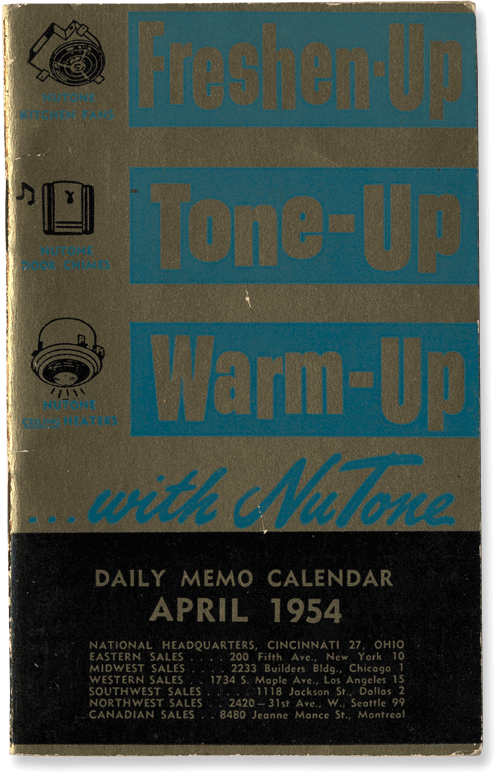 Freshen-Up
NUTONE
KITCHEN FANS
Tone-Up
NUTONE
DOOR CHIMES
Warm-Up
NUTONE
HEATERS
... with NuTone
DAILY MEMO CALENDAR
APRIL 1954
NATIONAL HEADQUARTERS, CINCINNATI 27, OHIO
EASTERN SALES .... 200 Fifth Ave., New York 10
MIDWEST SALES .... 2233 Builders Bldg., Chicago 1
WESTERN SALES .. 1734 S. Maple Ave., Los Angeles 15
SOUTHWEST SALES ..... 1118 Jackson St., Dallas 2
NORTHWEST SALES .. 2420—31st Ave., W., Seattle 99
CANADIAN SALES .. 8480 Jeanne Mance St., Montreal